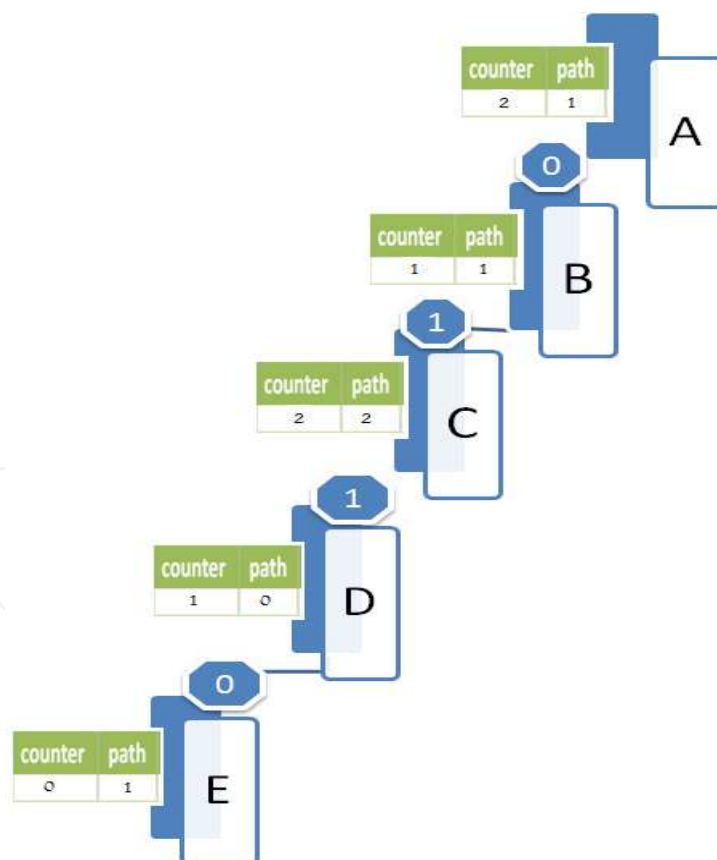 counter path
2 1
A
0
counter path
1 1
B
1
counter path
2 2
C
1
counter path
1 0
D
0
counter path
0 1
E